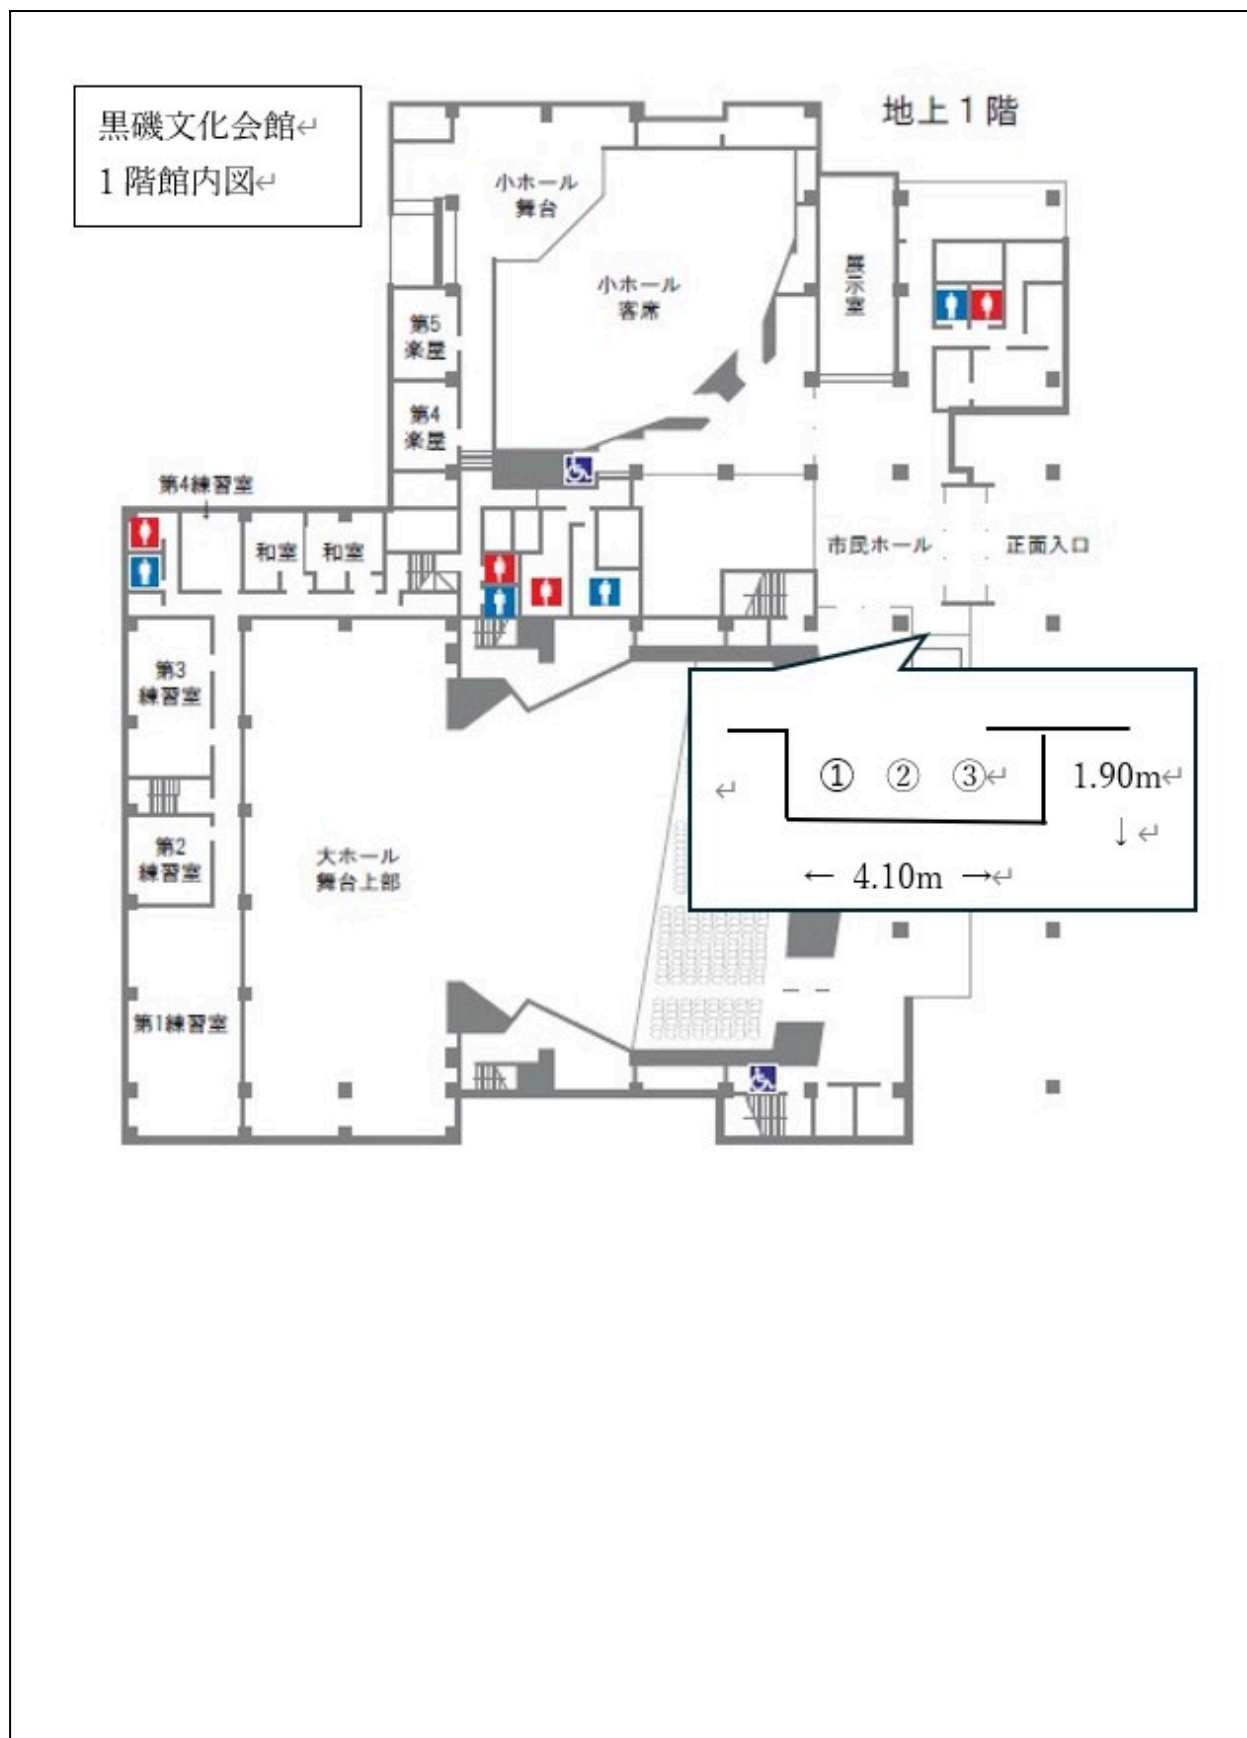 黒磯文化会館↵
1 階館内図↵
地上1階
小ホール
舞台
小ホール
客席
展示室
第5
楽屋
第4
楽屋
第4練習室
↓
和室
和室
市民ホール
正面入口
第3
練習室
① ② ③↵
1.90m↵
↵
↓ ↵
← 4.10m →↵
第2
練習室
大ホール
舞台上部
第1練習室